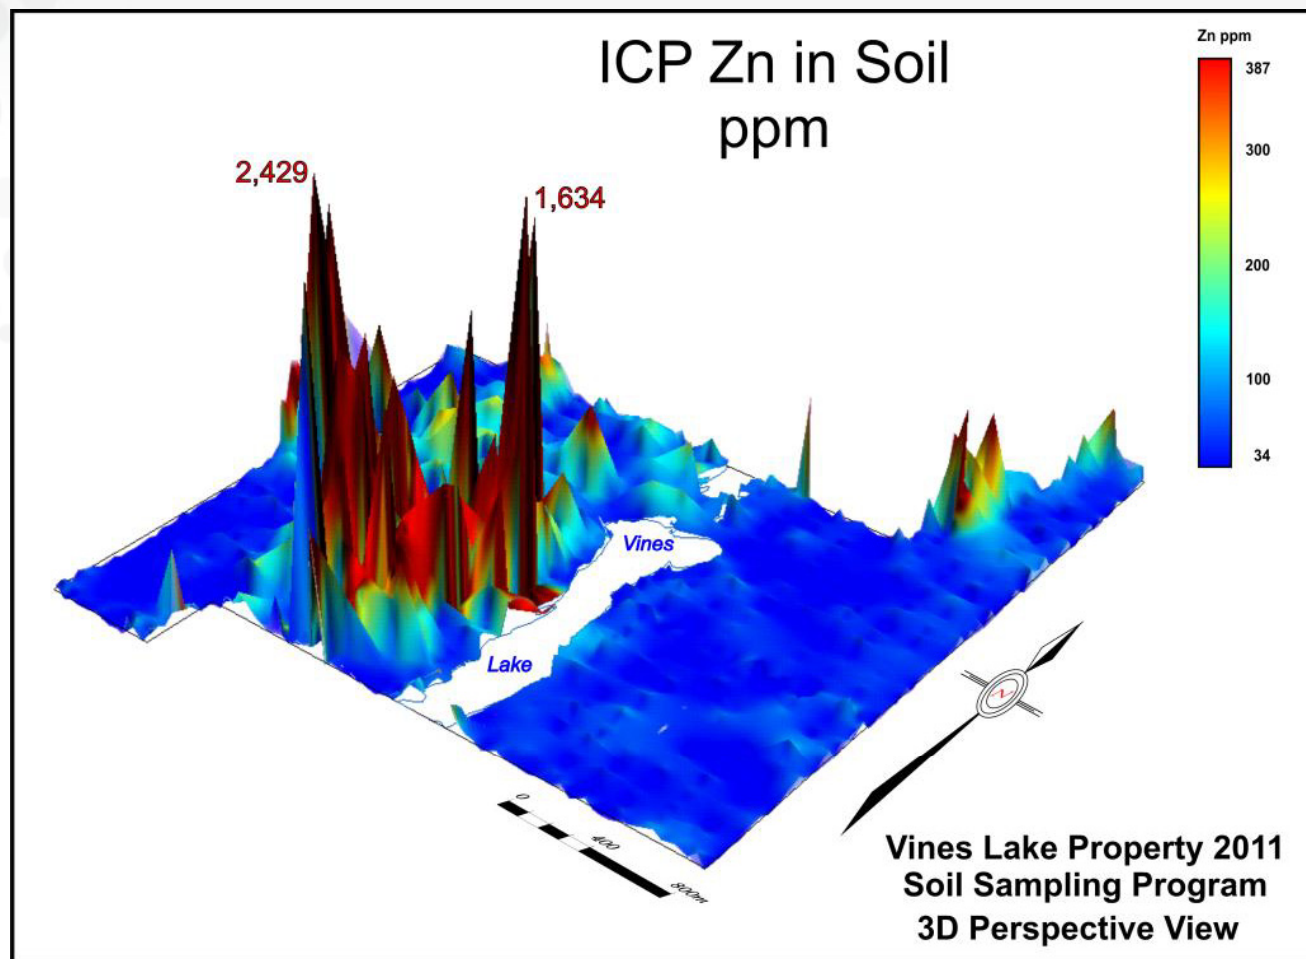 ICP Zn in Soil
ppm
Zn ppm
387
300
200
100
34
2,429
1,634
Vines
Lake
N
0
400
800m
Vines Lake Property 2011
Soil Sampling Program
3D Perspective View